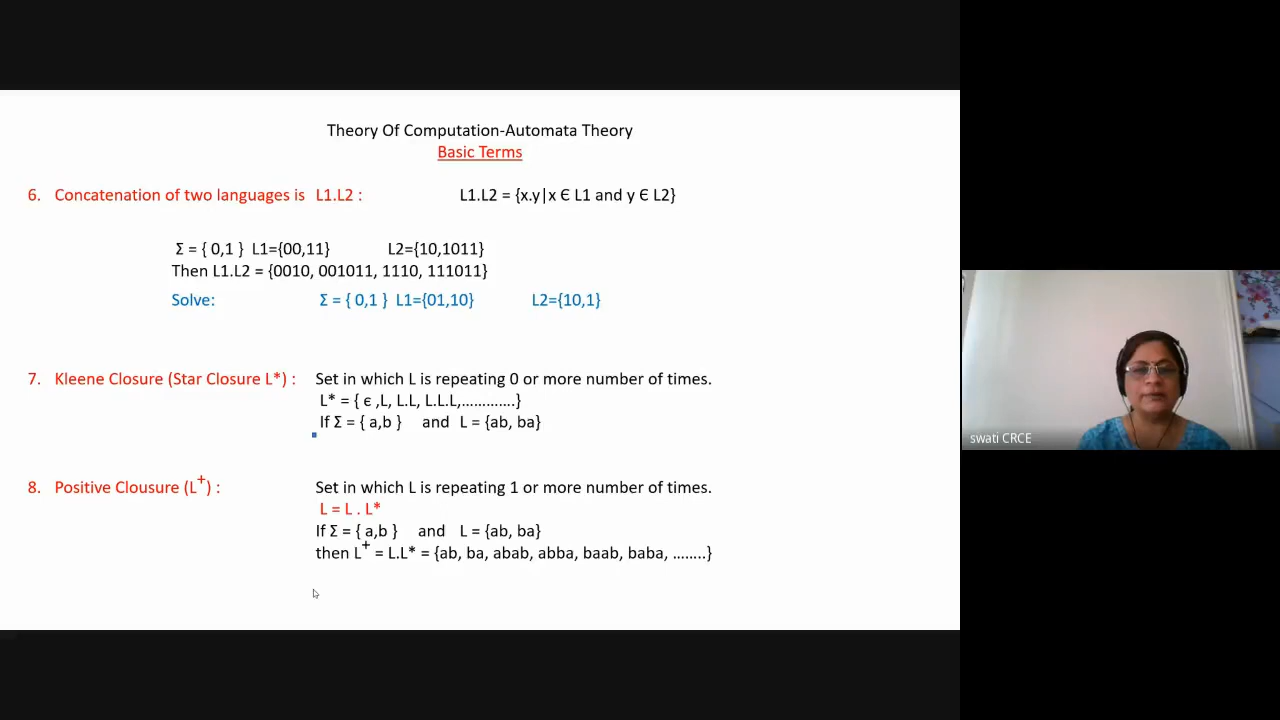 Theory Of Computation-Automata Theory
Basic Terms
6. Concatenation of two languages is L1.L2 : L1.L2 = {x.y|x Є L1 and y Є L2}
Σ = { 0,1 } L1={00,11} L2={10,1011}
Then L1.L2 = {0010, 001011, 1110, 111011}
Solve: Σ = { 0,1 } L1={01,10} L2={10,1}
7. Kleene Closure (Star Closure L*) : Set in which L is repeating 0 or more number of times.
L* = { ϵ ,L, L.L, L.L.L,………….}
If Σ = { a,b } and L = {ab, ba}
8. Positive Clousure (L⁺) : Set in which L is repeating 1 or more number of times.
L = L . L*
If Σ = { a,b } and L = {ab, ba}
then L⁺ = L.L* = {ab, ba, abab, abba, baab, baba, ……..}
swati CRCE